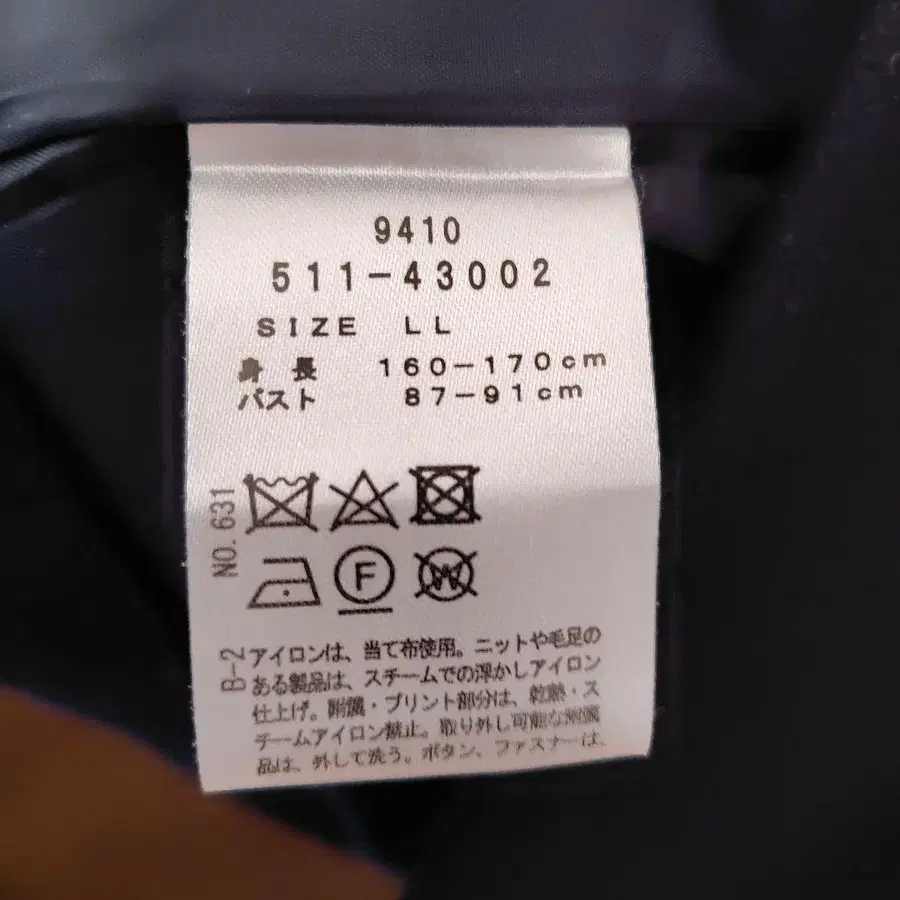 9410
511-43002
SIZE LL
身長 160-170cm
バスト 87-91cm
NO.631
F
W
B-2
アイロンは、当て布使用。ニットや毛足の
ある製品は、スチームでの浮かしアイロン
仕上げ。附属・プリント部分は、乾熱・ス
チームアイロン禁止。取り外し可能な附属
品は、外して洗う。ボタン、ファスナーは、